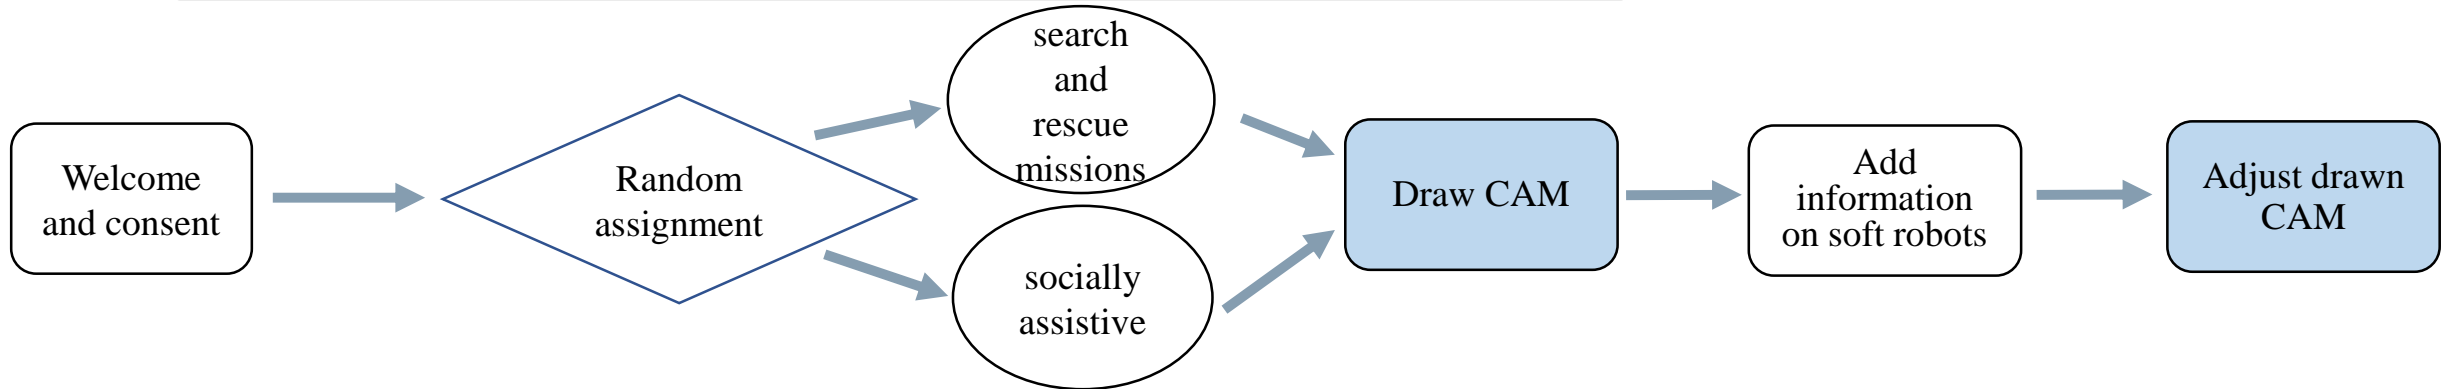 Welcome
and consent
Random
assignment
search
and
rescue
missions
socially
assistive
Draw CAM
Add
information
on soft robots
Adjust drawn
CAM